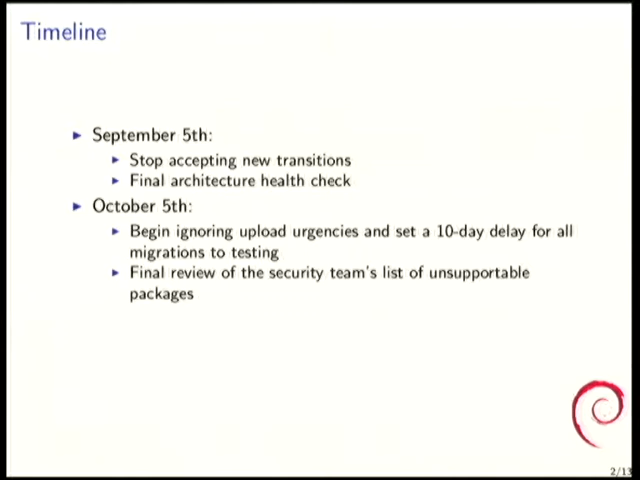 Timeline
▶ September 5th:
▶ Stop accepting new transitions
▶ Final architecture health check
▶ October 5th:
▶ Begin ignoring upload urgencies and set a 10-day delay for all
migrations to testing
▶ Final review of the security team's list of unsupportable
packages
2/13